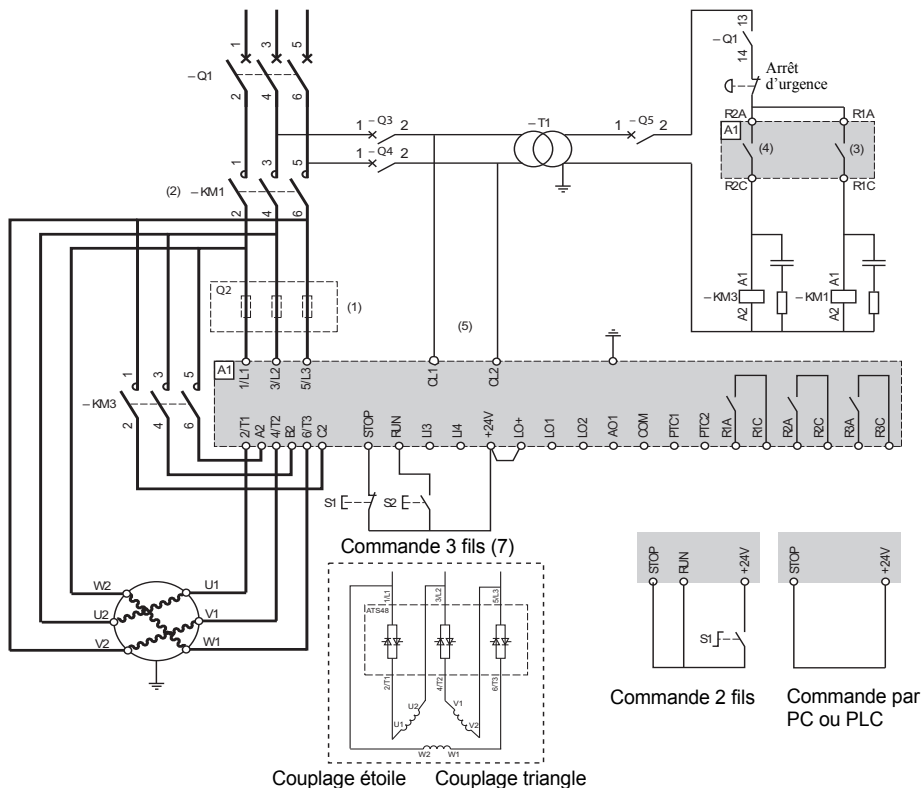 1 3 5
–Q1
2 4 6
13
–Q1
14
Arrêt
d'urgence
1 –Q3 2
1 –Q4 2
–T1
1 –Q5 2
R2A R1A
A1
(4) (3)
R2C R1C
1 3 5
(2) –KM1
2 4 6
A1 A1
–KM3 –KM1
A2 A2
Q2
(1)
(5)
A1
1/L1 3/L2 5/L3 CL1 CL2
1 3 5
–KM3
2 4 6
2/T1 A2 4/T2 B2 6/T3 C2 STOP RUN LI3 LI4 +24V LO+ LO1 LO2 AO1 COM PTC1 PTC2 R1A R1C R2A R2C R3A R3C
S1 S2
Commande 3 fils (7)
W2 U1
U2 V1
V2 W1
1/L1 3/L2 5/L3
ATS48
2/T1 4/T2 6/T3
U1 U2 V1 V2
W2 W1
Couplage étoile Couplage triangle
STOP RUN +24V
S1
Commande 2 fils
STOP +24V
Commande par
PC ou PLC